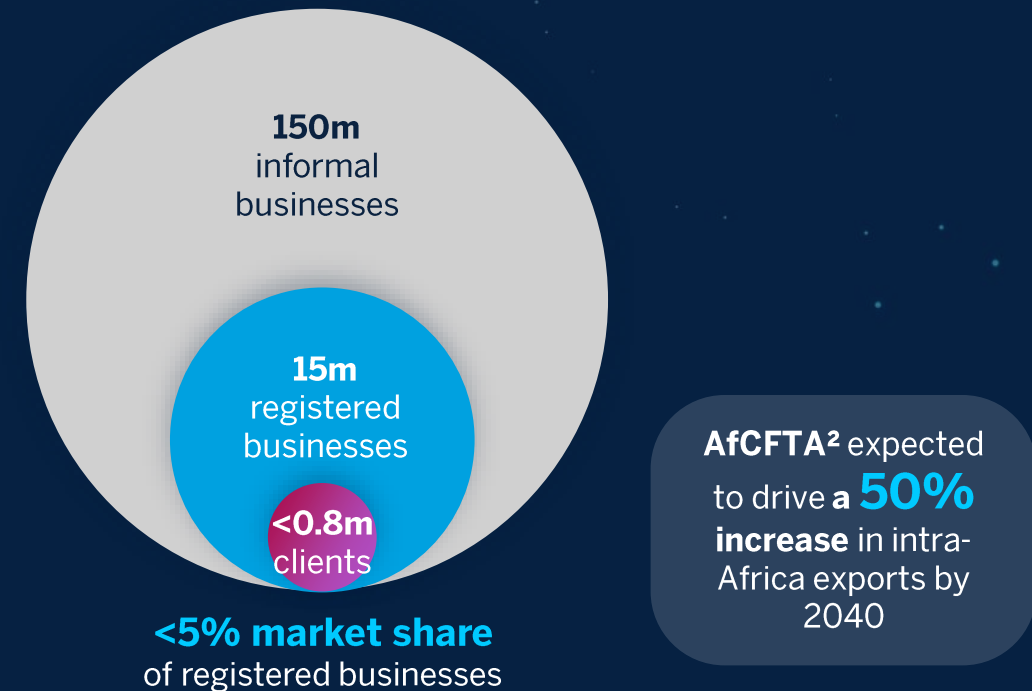 150m
informal
businesses
15m
registered
businesses
<0.8m
clients
<5% market share
of registered businesses
AfCFTA² expected
to drive a 50%
increase in intra-
Africa exports by
2040